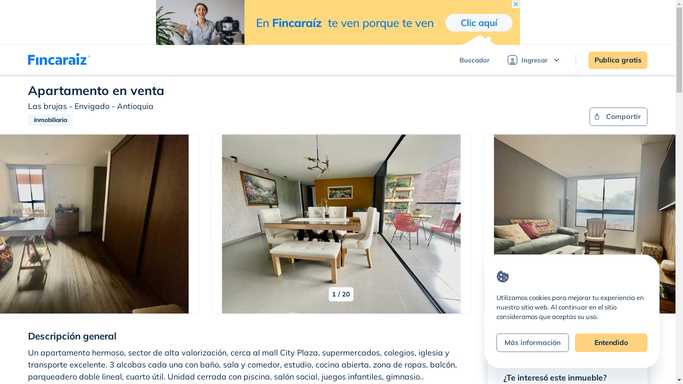 En Fincaraíz te ven porque te ven
Clic aquí
Fincaraiz
Buscador
Ingresar
Publica gratis
Apartamento en venta
Las brujas - Envigado - Antioquia
Inmobiliaria
Compartir
1 / 20
Utilizamos cookies para mejorar tu experiencia en
nuestro sitio web. Al continuar en el sitio
consideramos que aceptas su uso.
Más información
Entendido
Descripción general
Un apartamento hermoso, sector de alta valorización, cerca al mall City Plaza, supermercados, colegios, iglesia y
transporte excelente. 3 alcobas cada una con baño, sala y comedor, estudio, cocina abierta, zona de ropas, balcón,
parqueadero doble lineal, cuarto útil. Unidad cerrada con piscina, salón social, juegos infantiles, gimnasio..
¿Te interesó este inmueble?